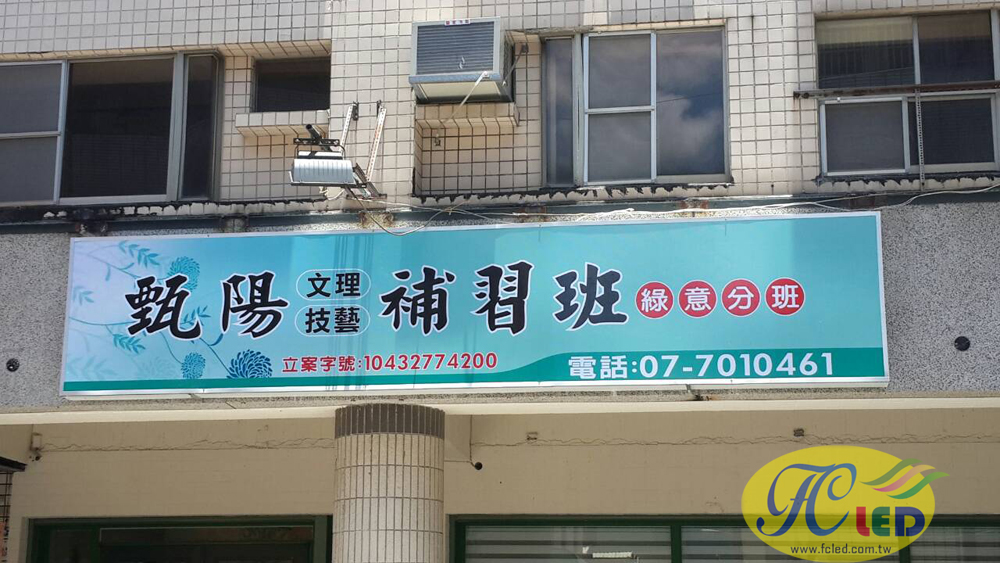 甄陽 文理 技藝 補習班 綠意分班
立案字號:10432774200
電話:07-7010461
FC LED
www.fcled.com.tw